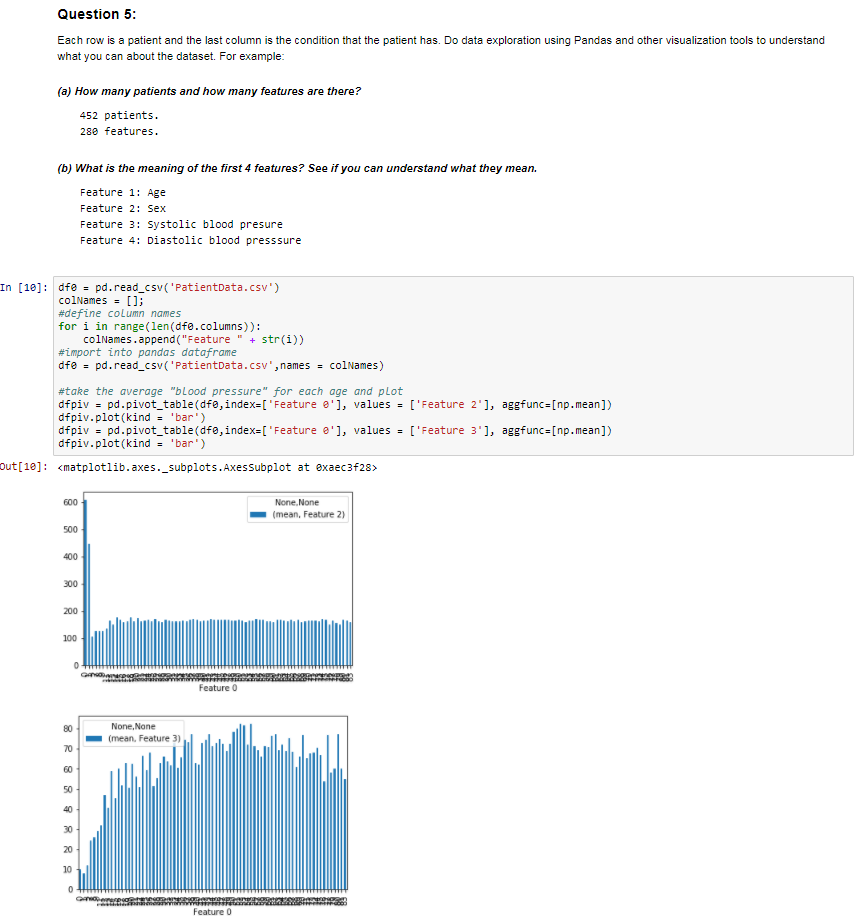 Question 5:
Each row is a patient and the last column is the condition that the patient has. Do data exploration using Pandas and other visualization tools to understand
what you can about the dataset. For example:
(a) How many patients and how many features are there?
452 patients.
280 features.
(b) What is the meaning of the first 4 features? See if you can understand what they mean.
Feature 1: Age
Feature 2: Sex
Feature 3: Systolic blood presure
Feature 4: Diastolic blood presssure
In [10]: df0 = pd.read_csv('PatientData.csv')
colNames = [];
#define column names
for i in range(len(df0.columns)):
colNames.append("Feature " + str(i))
#import into pandas dataframe
df0 = pd.read_csv('PatientData.csv',names = colNames)
#take the average "blood pressure" for each age and plot
dfpiv = pd.pivot_table(df0,index=['Feature 0'], values = ['Feature 2'], aggfunc=[np.mean])
dfpiv.plot(kind = 'bar')
dfpiv = pd.pivot_table(df0,index=['Feature 0'], values = ['Feature 3'], aggfunc=[np.mean])
dfpiv.plot(kind = 'bar')
Out[10]: <matplotlib.axes._subplots.AxesSubplot at 0xaec3f28>
None,None
(mean, Feature 2)
600
500
400
300
200
100
0
Feature 0
None,None
(mean, Feature 3)
80
70
60
50
40
30
20
10
0
Feature 0